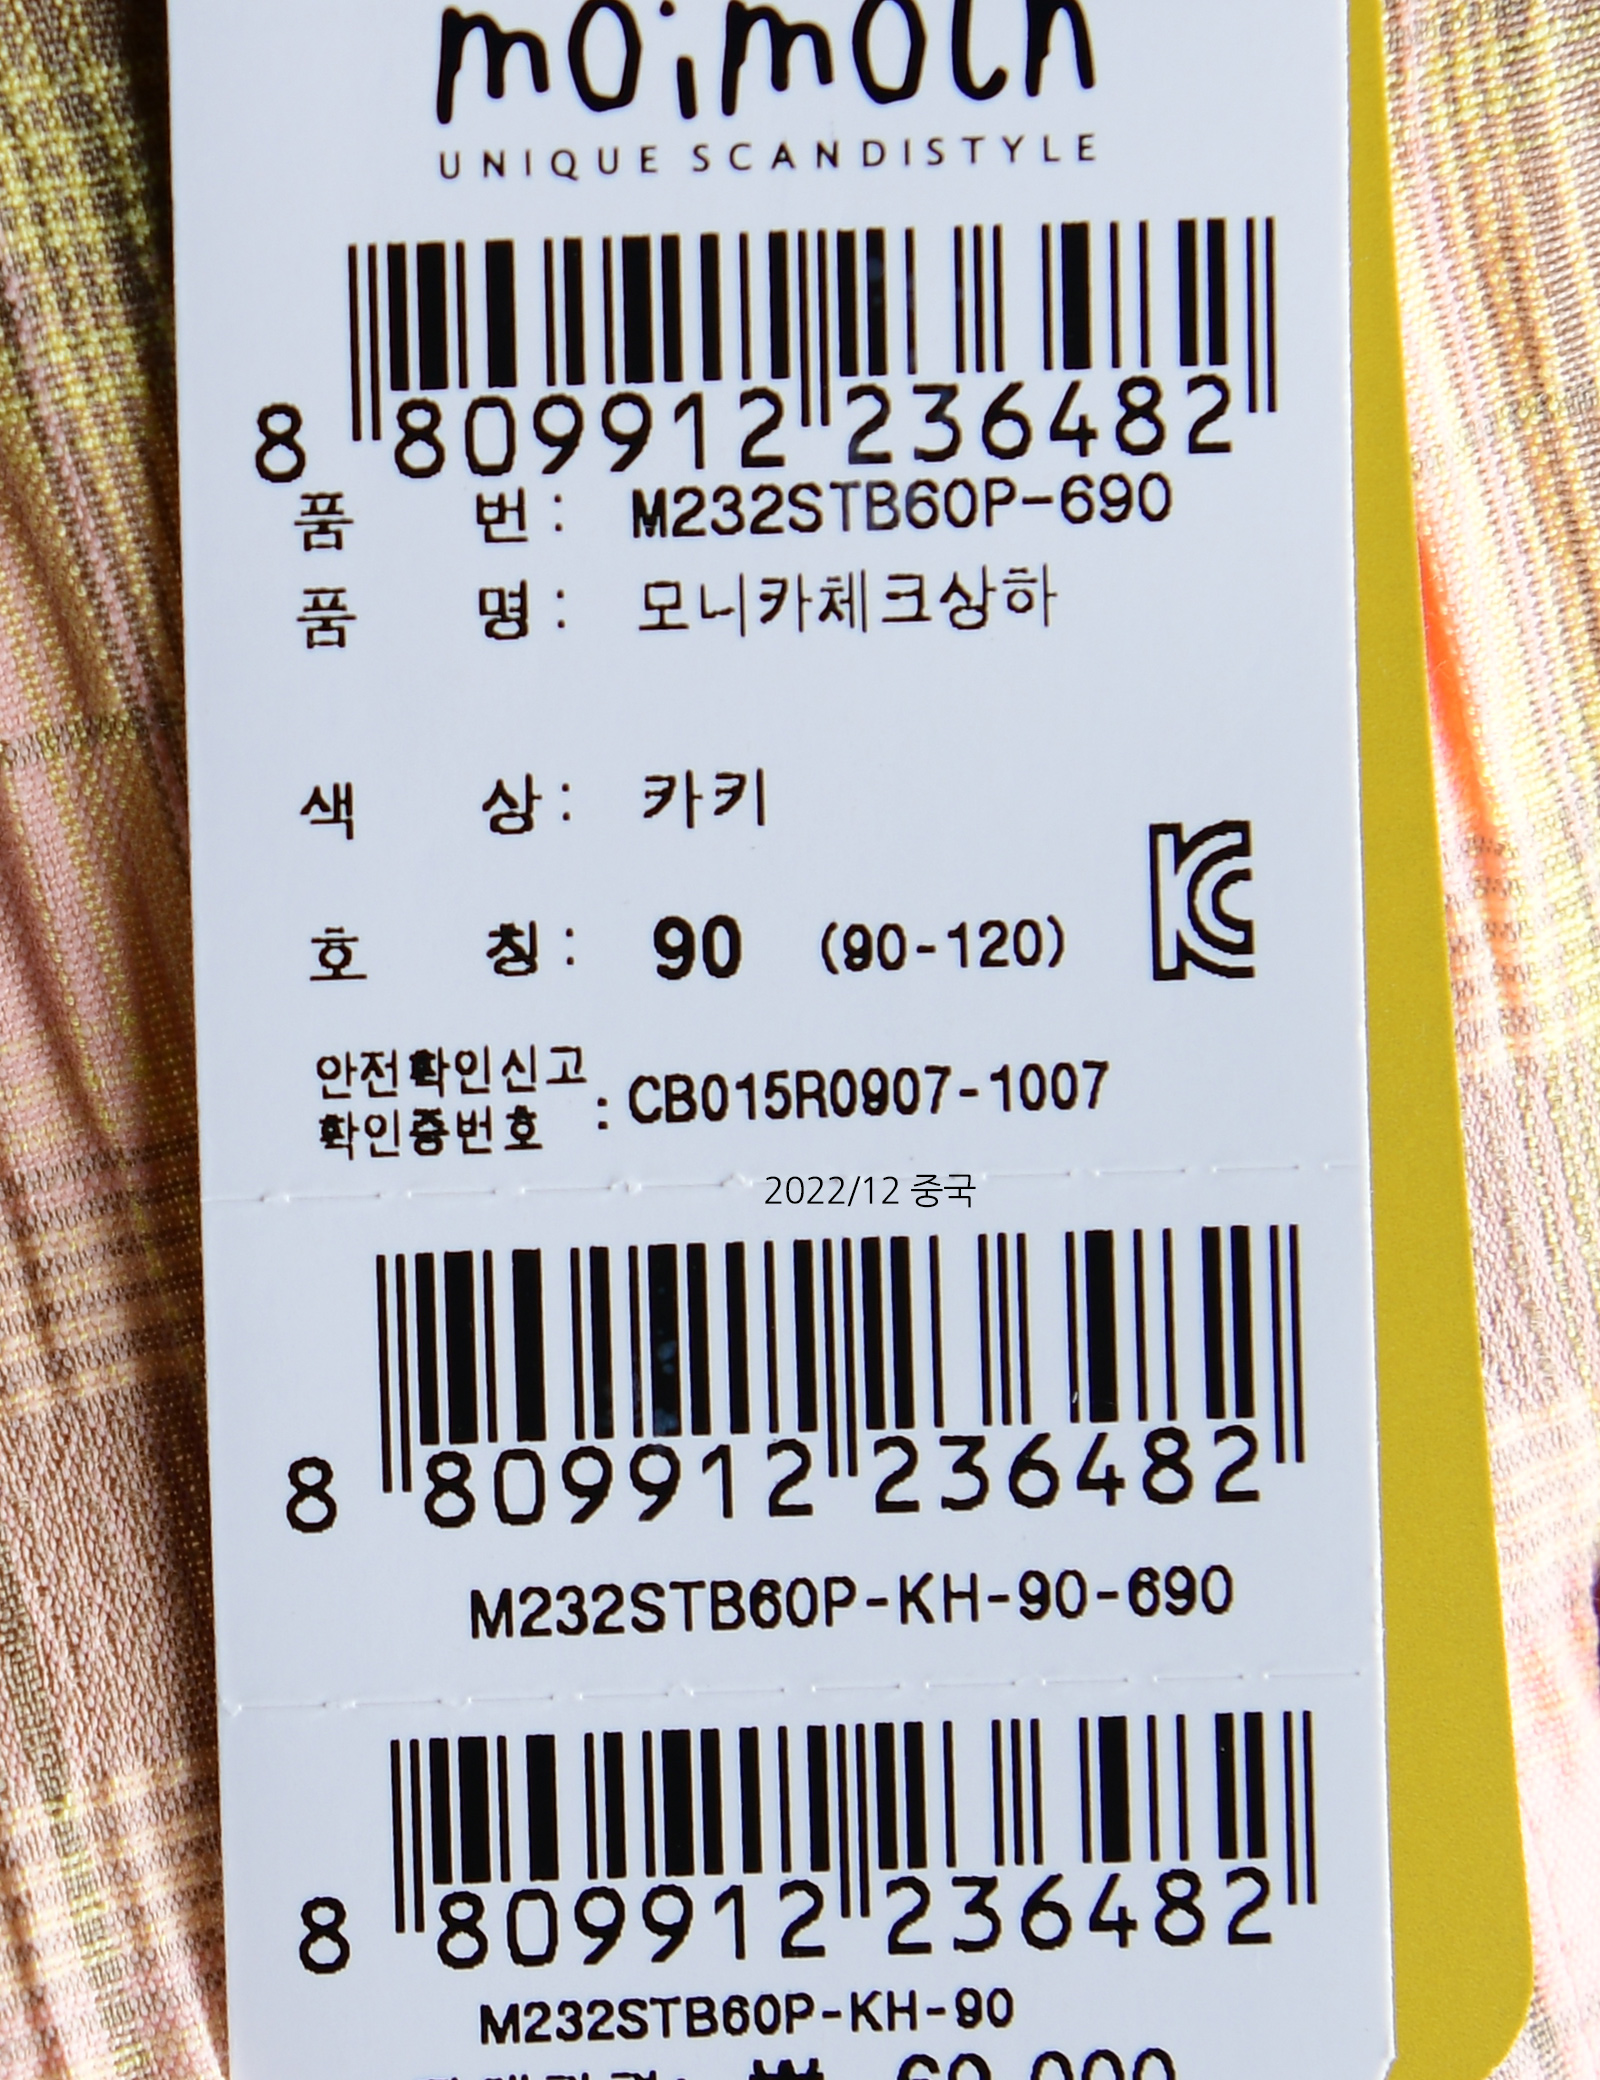 moimoln
UNIQUE SCANDISTYLE
8 809912 236482
품 번 : M232STB60P-690
품 명 : 모니카체크상하
색 상 : 카키
호 칭 : 90 (90-120)
안전확인신고
확인증번호 : CB015R0907-1007
2022/12 중국
8 809912 236482
M232STB60P-KH-90-690
8 809912 236482
M232STB60P-KH-90